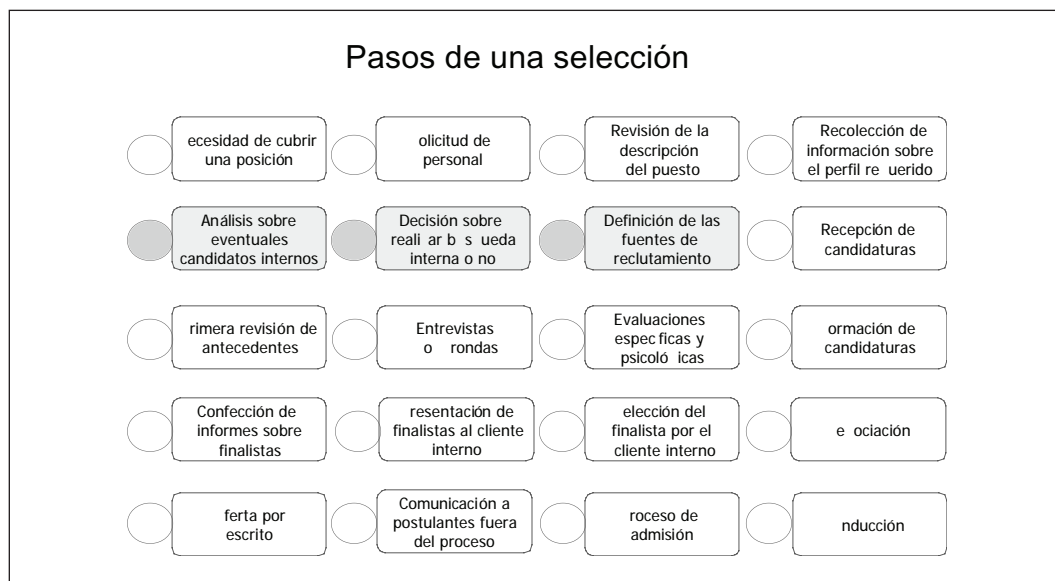 Pasos de una selección
ecesidad de cubrir
una posición
olicitud de
personal
Revisión de la
descripción
del puesto
Recolección de
información sobre
el perfil re uerido
Análisis sobre
eventuales
candidatos internos
Decisión sobre
reali ar b s ueda
interna o no
Definición de las
fuentes de
reclutamiento
Recepción de
candidaturas
rimera revisión de
antecedentes
Entrevistas
o rondas
Evaluaciones
espec ficas y
psicoló icas
ormación de
candidaturas
Confección de
informes sobre
finalistas
resentación de
finalistas al cliente
interno
elección del
finalista por el
cliente interno
e ociación
ferta por
escrito
Comunicación a
postulantes fuera
del proceso
roceso de
admisión
nducción